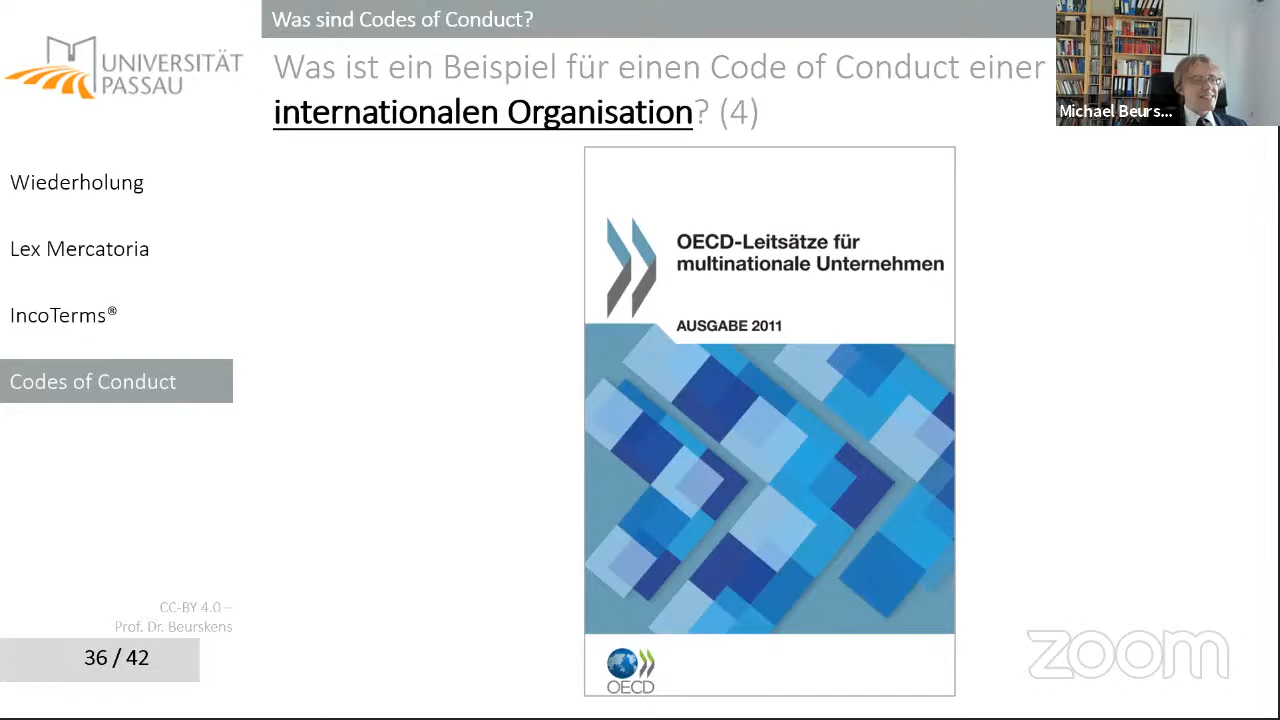 Was sind Codes of Conduct?
UNIVERSITÄT
PASSAU
Was ist ein Beispiel für einen Code of Conduct einer
internationalen Organisation? (4)
Michael Beurs...
Wiederholung
Lex Mercatoria
IncoTerms®
Codes of Conduct
OECD-Leitsätze für
multinationale Unternehmen
AUSGABE 2011
OECD
CC-BY 4.0 –
Prof. Dr. Beurskens
36 / 42
zoom